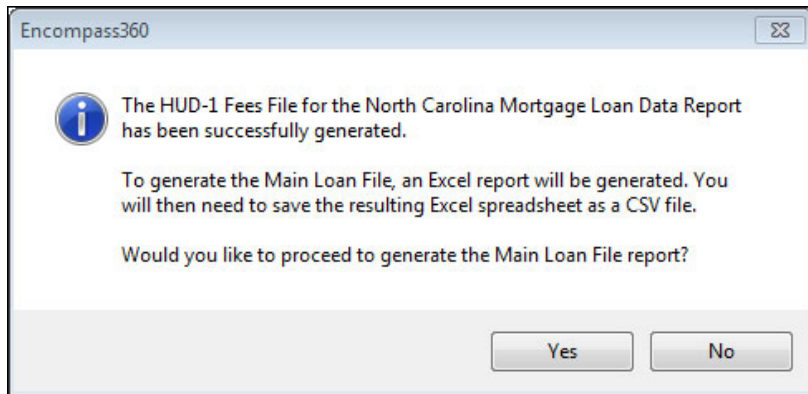 Encompass360
The HUD-1 Fees File for the North Carolina Mortgage Loan Data Report
has been successfully generated.
To generate the Main Loan File, an Excel report will be generated. You
will then need to save the resulting Excel spreadsheet as a CSV file.
Would you like to proceed to generate the Main Loan File report?
Yes No